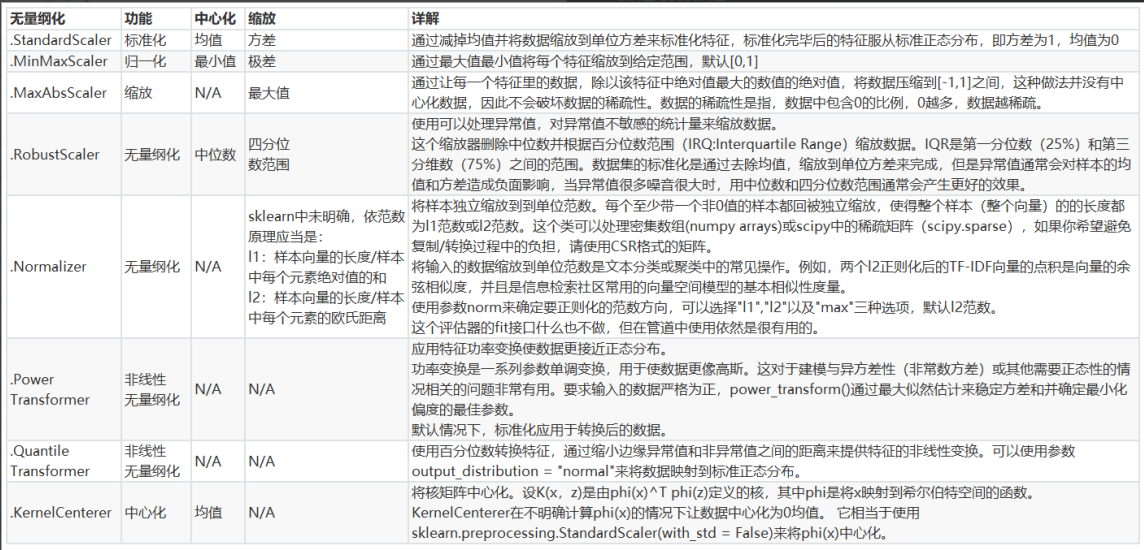 无量纲化 功能 中心化 缩放 详解
.StandardScaler 标准化 均值 方差 通过减掉均值并将数据缩放到单位方差来标准化特征，标准化完毕后的特征服从标准正态分布，即方差为1，均值为0
.MinMaxScaler 归一化 最小值 极差 通过最大值最小值将每个特征缩放到给定范围，默认[0,1]
.MaxAbsScaler 缩放 N/A 最大值 通过让每一个特征里的数据，除以该特征中绝对值最大的数值的绝对值，将数据压缩到[-1,1]之间，这种做法并没有
中心化数据，因此不会破坏数据的稀疏性。数据的稀疏性是指，数据中包含0的比例，0越多，数据越稀疏。
.RobustScaler 无量纲化 中位数 四分位
数范围
使用可以处理异常值，对异常值不敏感的统计量来缩放数据。
这个缩放器删除中位数并根据百分位数范围（IRQ:Interquartile Range）缩放数据。IQR是第一分位数（25%）和第三
分维数（75%）之间的范围。数据集的标准化是通过去除均值，缩放到单位方差来完成，但是异常值通常会对样本的均
值和方差造成负面影响，当异常值很多噪音很大时，用中位数和四分位数范围通常会产生更好的效果。
.Normalizer 无量纲化 N/A
sklearn中未明确，依范数
原理应当是：
l1：样本向量的长度/样本
中每个元素绝对值的和
l2：样本向量的长度/样本
中每个元素的欧氏距离
将样本独立缩放到到单位范数。每个至少带一个非0值的样本都回被独立缩放，使得整个样本（整个向量）的的长度都
为l1范数或l2范数。这个类可以处理密集数组(numpy arrays)或scipy中的稀疏矩阵（scipy.sparse），如果你希望避免
复制/转换过程中的负担，请使用CSR格式的矩阵。
将输入的数据缩放到单位范数是文本分类或聚类中的常见操作。例如，两个l2正则化后的TF-IDF向量的点积是向量的余
弦相似度，并且是信息检索社区常用的向量空间模型的基本相似性度量。
使用参数norm来确定要正则化的范数方向，可以选择"l1","l2"以及"max"三种选项，默认l2范数。
这个评估器的fit接口什么也不做，但在管道中使用依然是很有用的。
.Power
Transformer
非线性
无量纲化
N/A N/A
应用特征功率变换使数据更接近正态分布。
功率变换是一系列参数单调变换，用于使数据更像高斯。这对于建模与异方差性（非常数方差）或其他需要正态性的情
况相关的问题非常有用。要求输入的数据严格为正，power_transform()通过最大似然估计来稳定方差和并确定最小化
偏度的最佳参数。
默认情况下，标准化应用于转换后的数据。
.Quantile
Transformer
非线性
无量纲化
N/A N/A
使用百分位数转换特征，通过缩小边缘异常值和非异常值之间的距离来提供特征的非线性变换。可以使用参数
output_distribution = "normal"来将数据映射到标准正态分布。
.KernelCenterer 中心化 均值 N/A
将核矩阵中心化。设K(x，z)是由phi(x)^T phi(z)定义的核，其中phi是将x映射到希尔伯特空间的函数。
KernelCenterer在不明确计算phi(x)的情况下让数据中心化为0均值。 它相当于使用
sklearn.preprocessing.StandardScaler(with_std = False)来将phi(x)中心化。